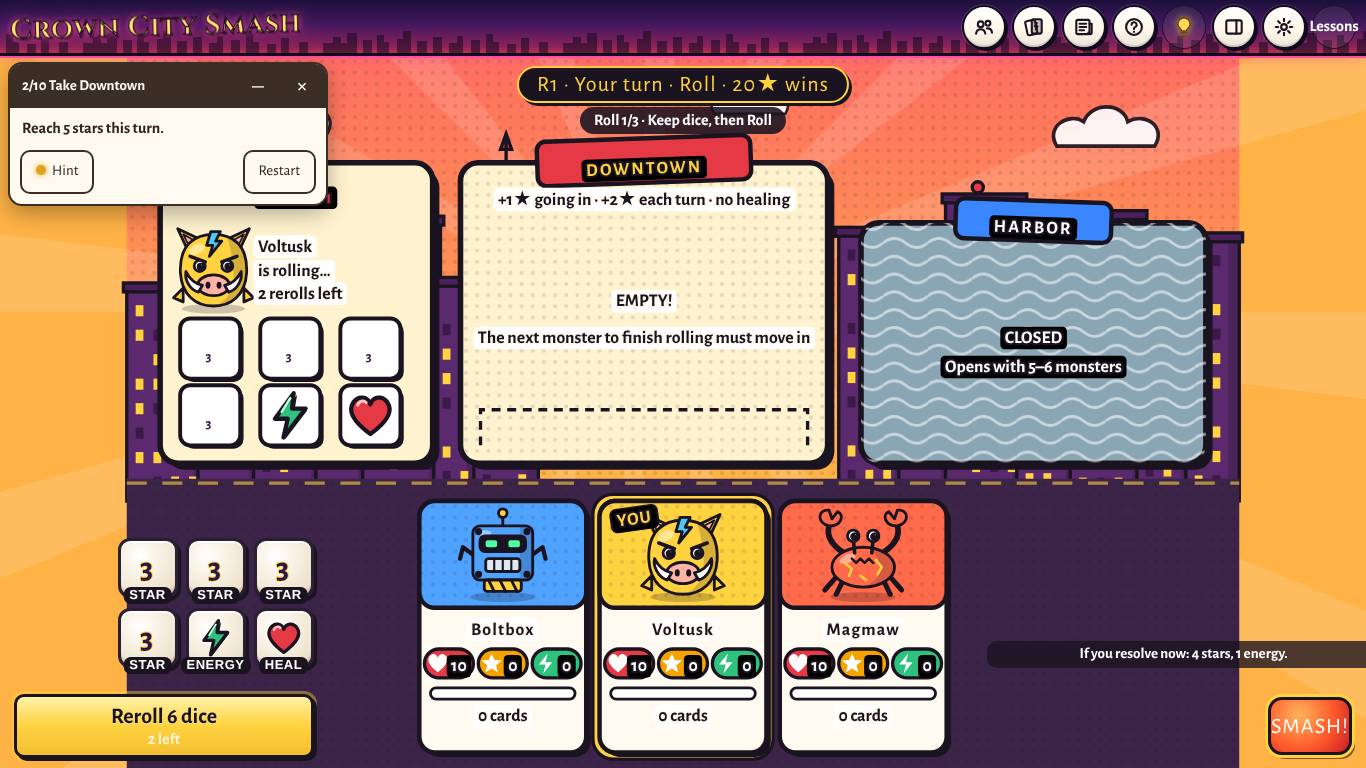 Crown City Smash
Lessons
2/10 Take Downtown
Reach 5 stars this turn.
Hint
Restart
R1 · Your turn · Roll · 20★ wins
Roll 1/3 · Keep dice, then Roll
DOWNTOWN
+1★ going in · +2★ each turn · no healing
EMPTY!
The next monster to finish rolling must move in
HARBOR
CLOSED
Opens with 5–6 monsters
Voltusk
is rolling…
2 rerolls left
3 3 3
3
3 3 3
STAR STAR STAR
3
STAR ENERGY HEAL
Reroll 6 dice
2 left
YOU
Boltbox Voltusk Magmaw
10 0 0 10 0 0 10 0 0
0 cards 0 cards 0 cards
If you resolve now: 4 stars, 1 energy.
SMASH!